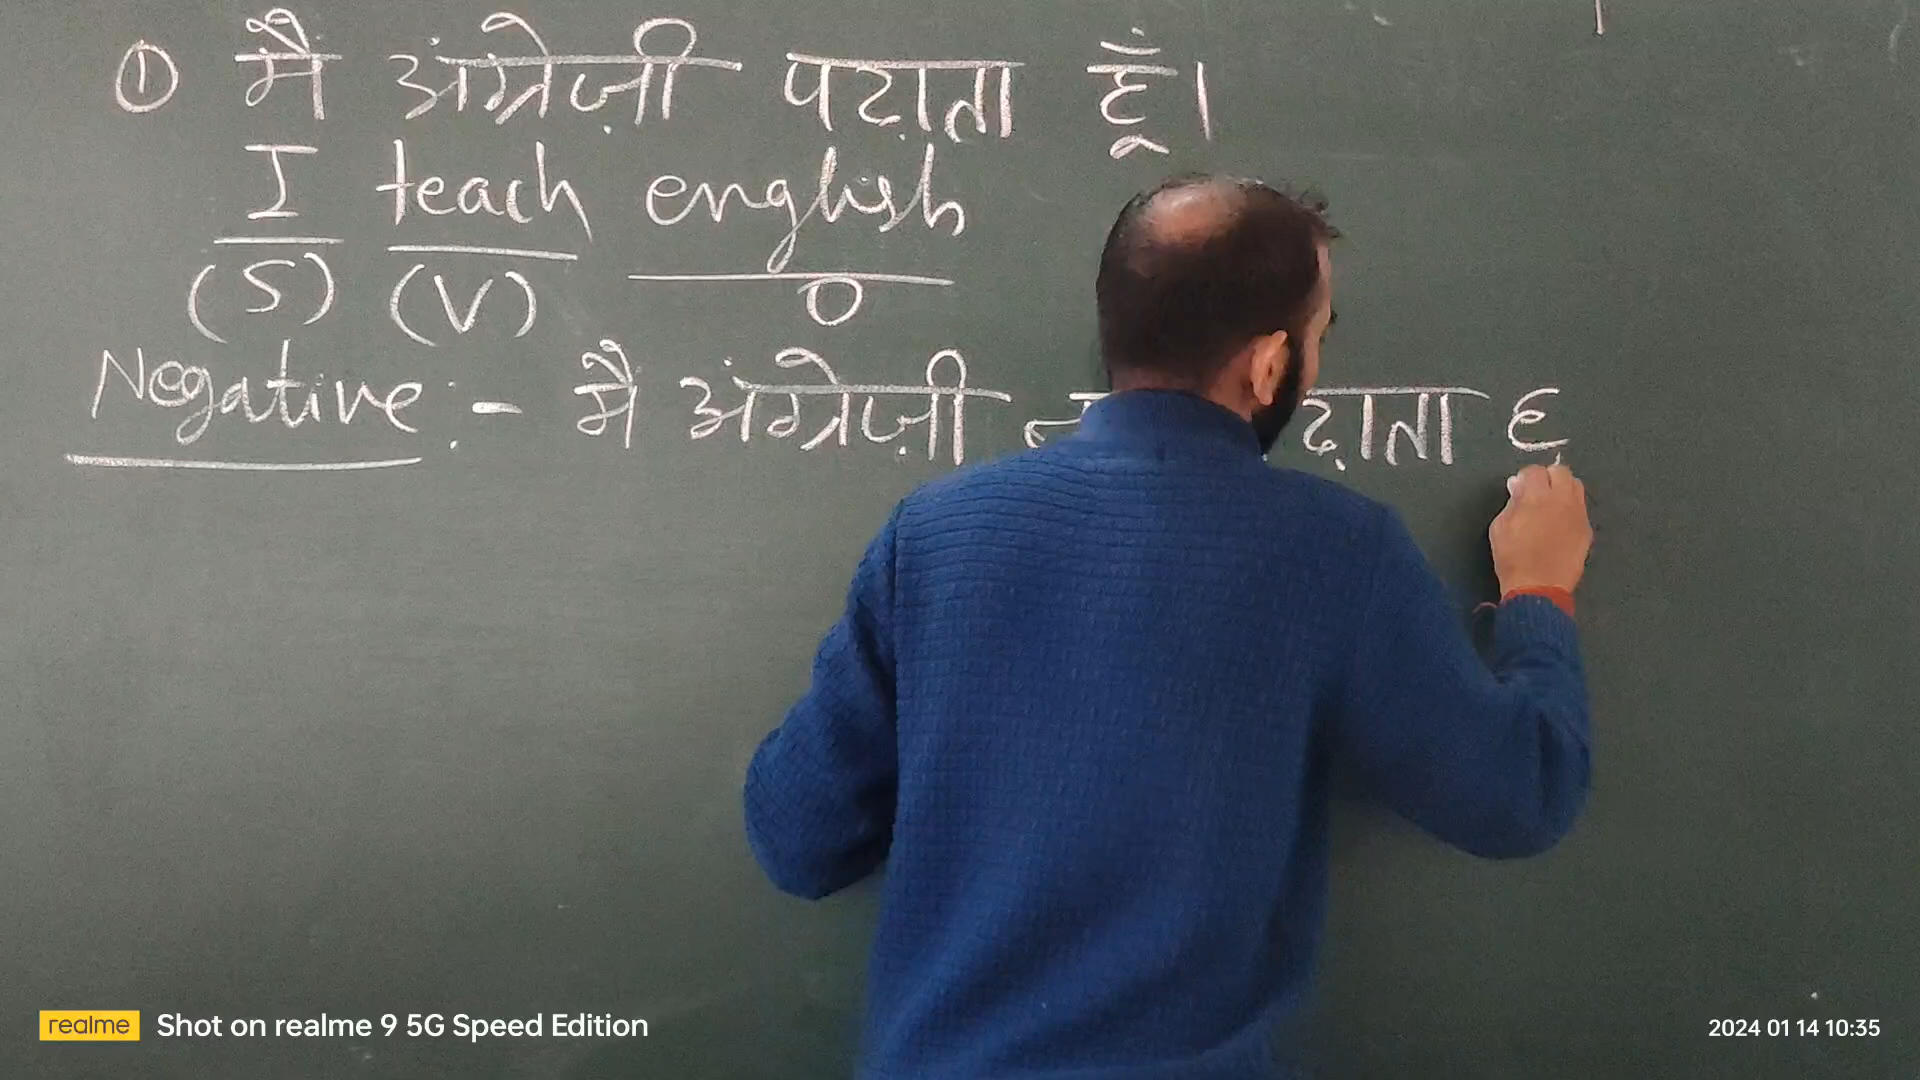 ① मैं अंग्रेज़ी पढ़ाता हूँ।
I teach english
(S) (V) O
Negative :- मैं अंग्रेज़ी
realme Shot on realme 9 5G Speed Edition
2024 01 14 10:35